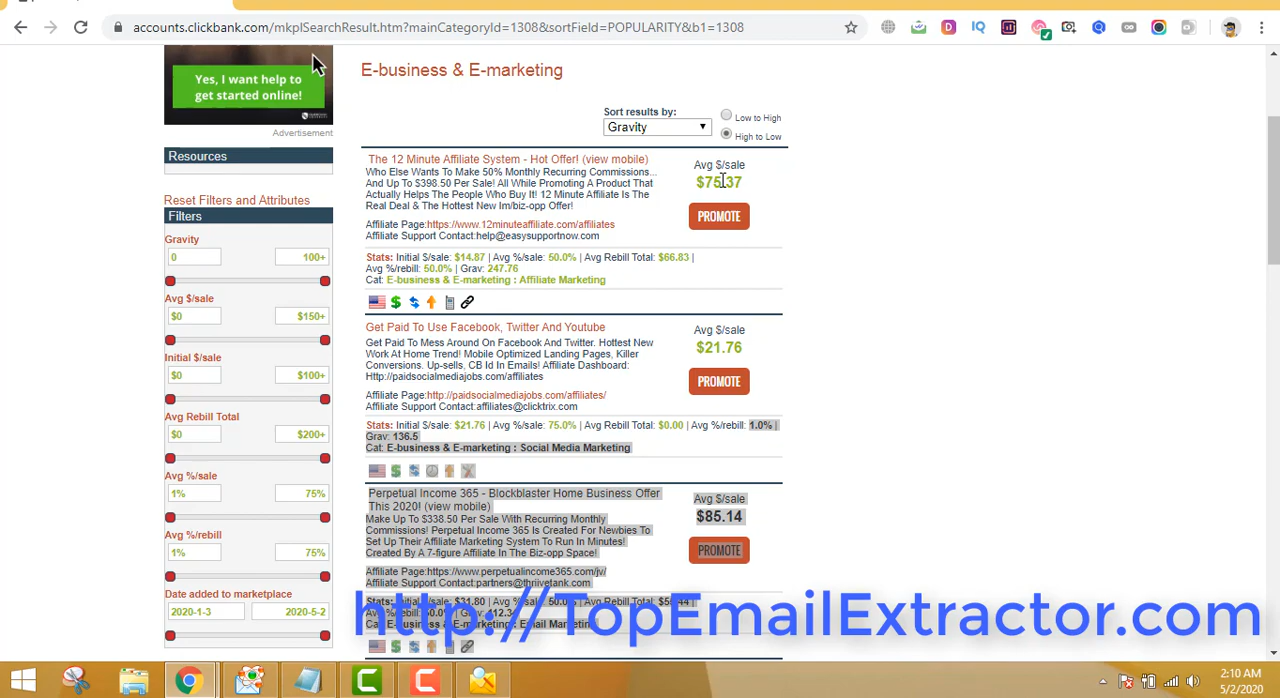 accounts.clickbank.com/mkplSearchResult.htm?mainCategoryId=1308&sortField=POPULARITY&b1=1308
Yes, I want help to
get started online!
Advertisement
Resources
Reset Filters and Attributes
Filters
Gravity
0 100+
Avg $/sale
$0 $150+
Initial $/sale
$0 $100+
Avg Rebill Total
$0 $200+
Avg %/sale
1% 75%
Avg %/rebill
1% 75%
Date added to marketplace
2020-1-3 2020-5-2
E-business & E-marketing
Sort results by:
Gravity
Low to High
High to Low
The 12 Minute Affiliate System - Hot Offer! (view mobile)
Who Else Wants To Make 50% Monthly Recurring Commissions...
And Up To $398.50 Per Sale! All While Promoting A Product That
Actually Helps The People Who Buy It! 12 Minute Affiliate Is The
Real Deal & The Hottest New Im/biz-opp Offer!
Affiliate Page:https://www.12minuteaffiliate.com/affiliates
Affiliate Support Contact:help@easysupportnow.com
Avg $/sale
$75.37
PROMOTE
Stats: Initial $/sale: $14.87 | Avg %/sale: 50.0% | Avg Rebill Total: $66.83 |
Avg %/rebill: 50.0% | Grav: 247.76
Cat: E-business & E-marketing : Affiliate Marketing
Get Paid To Use Facebook, Twitter And Youtube
Get Paid To Mess Around On Facebook And Twitter. Hottest New
Work At Home Trend! Mobile Optimized Landing Pages, Killer
Conversions. Up-sells, CB Id In Emails! Affiliate Dashboard:
Http://paidsocialmediajobs.com/affiliates
Affiliate Page:http://paidsocialmediajobs.com/affiliates/
Affiliate Support Contact:affiliates@clicktrix.com
Avg $/sale
$21.76
PROMOTE
Stats: Initial $/sale: $21.76 | Avg %/sale: 75.0% | Avg Rebill Total: $0.00 | Avg %/rebill: 1.0% |
Grav: 136.5
Cat: E-business & E-marketing : Social Media Marketing
Perpetual Income 365 - Blockblaster Home Business Offer
This 2020! (view mobile)
Make Up To $338.50 Per Sale With Recurring Monthly
Commissions! Perpetual Income 365 Is Created For Newbies To
Set Up Their Affiliate Marketing System To Run In Minutes!
Created By A 7-figure Affiliate In The Biz-opp Space!
Affiliate Page:https://www.perpetualincome365.com/jv/
Affiliate Support Contact:partners@thriivetank.com
Avg $/sale
$85.14
PROMOTE
Stats: Initial $/sale: $31.80 | Avg %/sale: 50.0%
Cat: E-business & E-marketing : Email Marketing
http://TopEmailExtractor.com
2:10 AM
5/2/2020